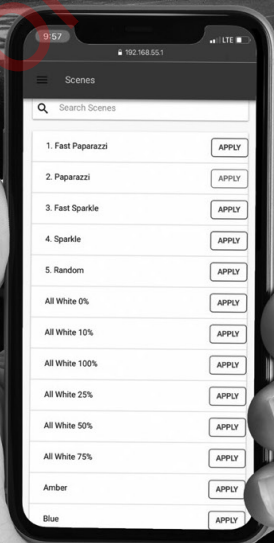 9:57
LTE
192.168.55.1
Scenes
Search Scenes
1. Fast Paparazzi APPLY
2. Paparazzi APPLY
3. Fast Sparkle APPLY
4. Sparkle APPLY
5. Random APPLY
All White 0% APPLY
All White 10% APPLY
All White 100% APPLY
All White 25% APPLY
All White 50% APPLY
All White 75% APPLY
Amber APPLY
Blue APPLY